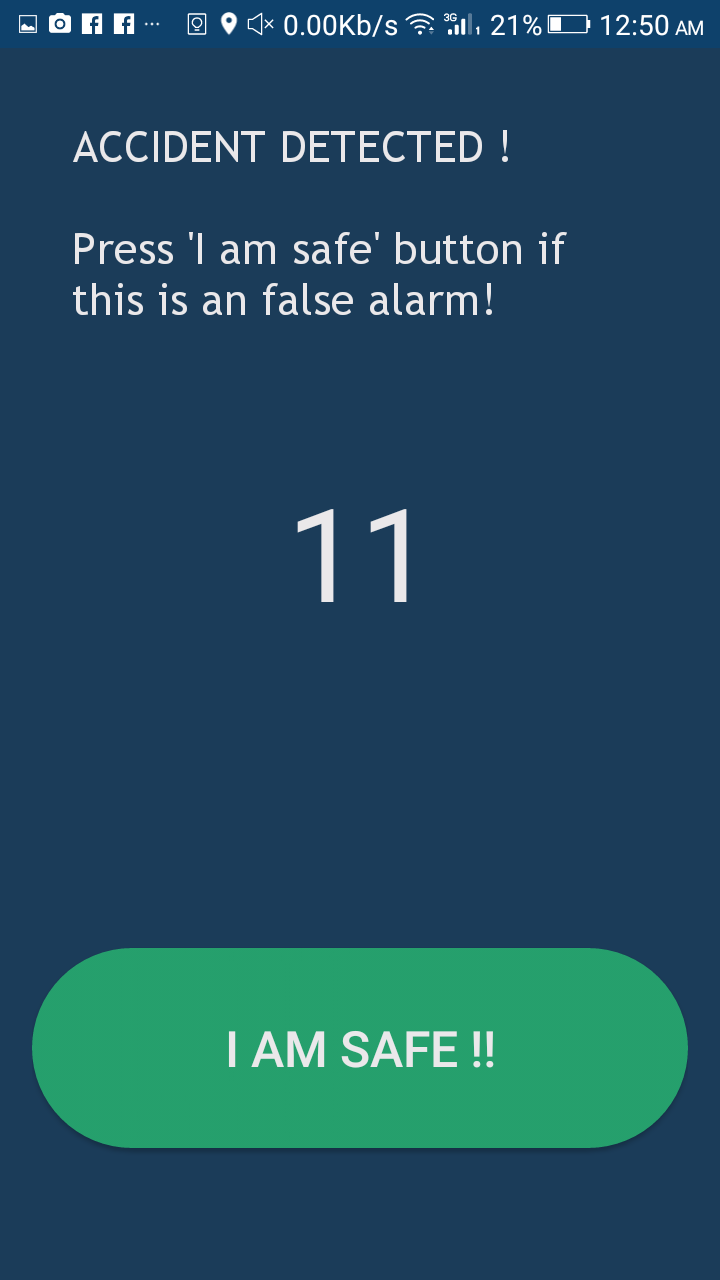 0.00Kb/s 3G 21% 12:50 AM
ACCIDENT DETECTED !
Press 'I am safe' button if
this is an false alarm!
11
I AM SAFE !!